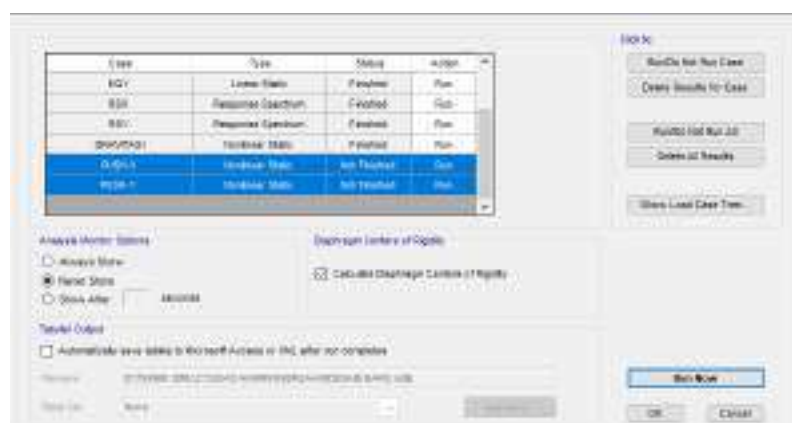 Click to:
Case Type Status Action
EQY Linear Static Finished Run
RSX Response Spectrum Finished Run
RSY Response Spectrum Finished Run
Nonlinear Static Finished Run
PUSH-X Nonlinear Static Not Finished Run
PUSH-Y Nonlinear Static Not Finished Run
Run/Do Not Run Case
Delete Results for Case
Run/Do Not Run All
Delete All Results
Show Load Case Tree...
Analysis Monitor Options
Always Show
Never Show
Show After seconds
Diaphragm Centers of Rigidity
Calculate Diaphragm Centers of Rigidity
Tabular Output
Automatically save tables to Microsoft Access or XML after run completes
Filename
None
Run Now
OK Cancel